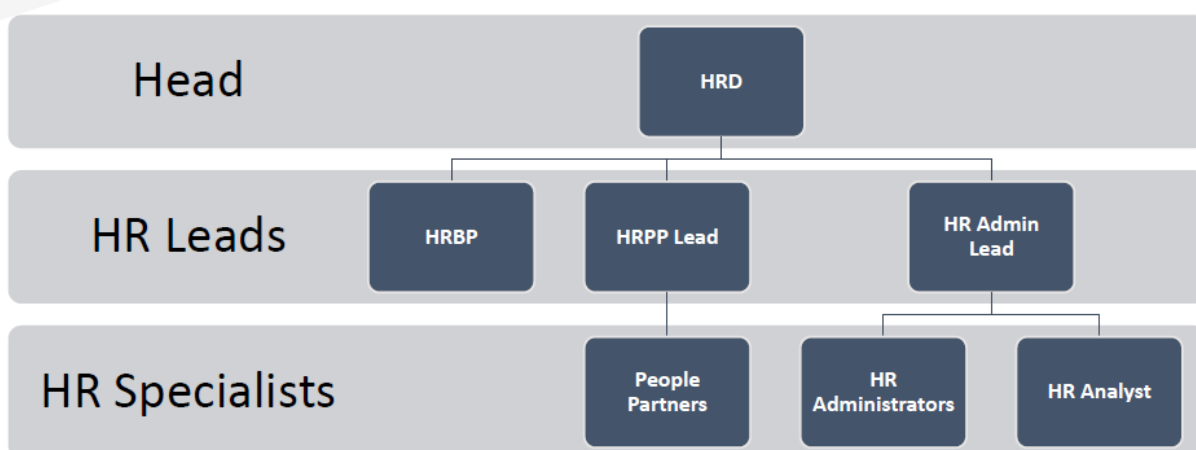 Head
HRD
HR Leads
HRBP
HRPP Lead
HR Admin
Lead
HR Specialists
People
Partners
HR
Administrators
HR Analyst